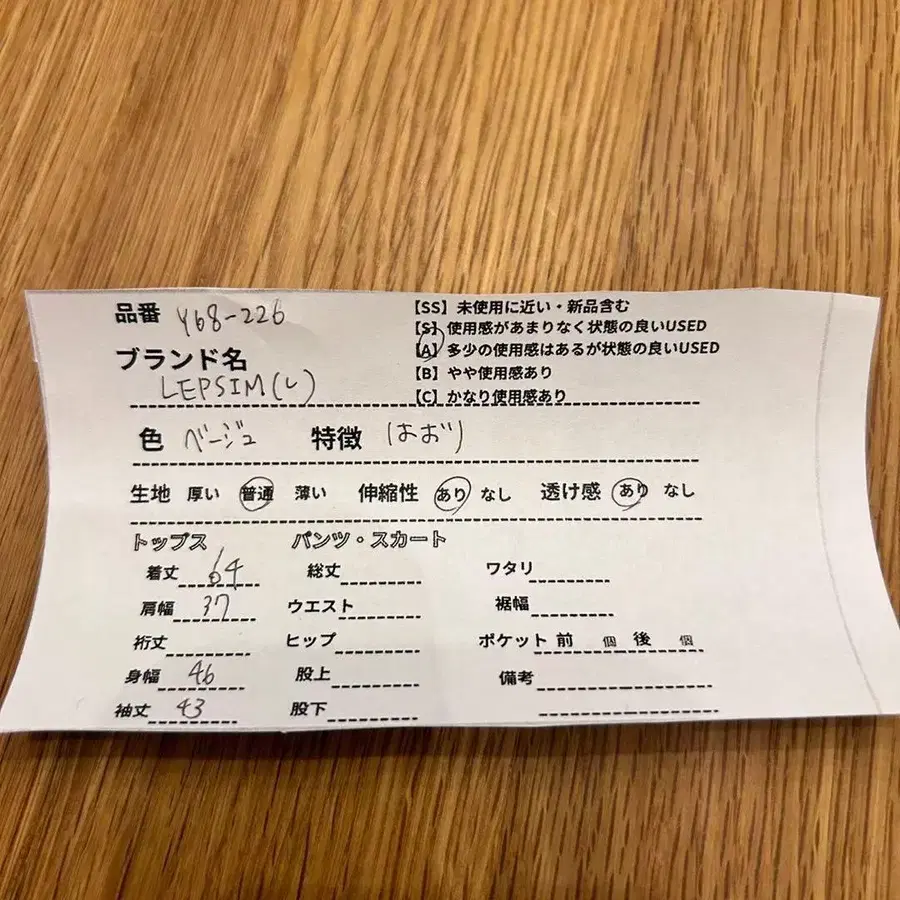 品番 Y68-226
【SS】未使用に近い・新品含む
【S】使用感があまりなく状態の良いUSED
【A】多少の使用感はあるが状態の良いUSED
【B】やや使用感あり
【C】かなり使用感あり
ブランド名
LEPSIM(L)
色 ベージュ 特徴 はおり
生地 厚い 普通 薄い 伸縮性 あり なし 透け感 あり なし
トップス パンツ・スカート
着丈 64 総丈 ワタリ
肩幅 37 ウエスト 裾幅
裄丈 ヒップ ポケット 前 個 後 個
身幅 46 股上 備考
袖丈 43 股下